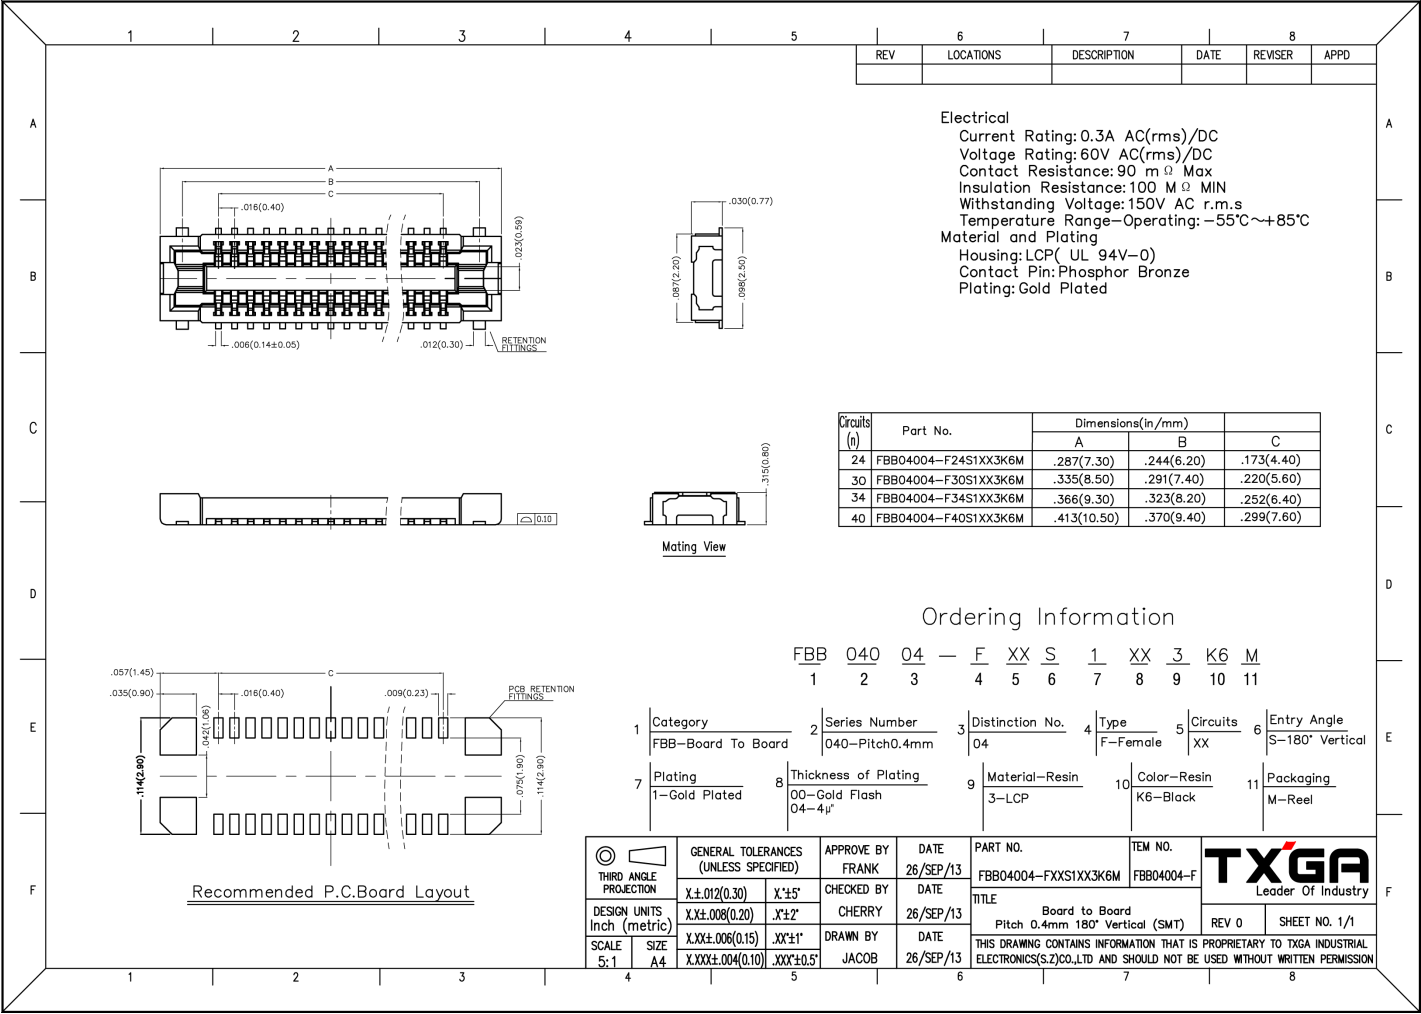 1 2 3 4 5 6 7 8
REV LOCATIONS DESCRIPTION DATE REVISER APPD
A A
B B
C C
D D
E E
F F
Electrical
Current Rating: 0.3A AC(rms)/DC
Voltage Rating: 60V AC(rms)/DC
Contact Resistance: 90 mΩ Max
Insulation Resistance: 100 MΩ MIN
Withstanding Voltage: 150V AC r.m.s
Temperature Range-Operating: -55℃~+85℃
Material and Plating
Housing: LCP( UL 94V-0)
Contact Pin: Phosphor Bronze
Plating: Gold Plated
A
B
C
.016(0.40)
.023(0.59)
.006(0.14±0.05)
.012(0.30)
RETENTION
FITTINGS
.030(0.77)
.087(2.20)
.098(2.50)
0.10
.315(0.80)
Mating View
Circuits
(n) Part No. Dimensions(in/mm)
A B C
24 FBB04004-F24S1XX3K6M .287(7.30) .244(6.20) .173(4.40)
30 FBB04004-F30S1XX3K6M .335(8.50) .291(7.40) .220(5.60)
34 FBB04004-F34S1XX3K6M .366(9.30) .323(8.20) .252(6.40)
40 FBB04004-F40S1XX3K6M .413(10.50) .370(9.40) .299(7.60)
Ordering Information
FBB 040 04 - F XX S 1 XX 3 K6 M
1 2 3 4 5 6 7 8 9 10 11
1 Category
FBB-Board To Board
2 Series Number
040-Pitch0.4mm
3 Distinction No.
04
4 Type
F-Female
5 Circuits
XX
6 Entry Angle
S-180° Vertical
7 Plating
1-Gold Plated
8 Thickness of Plating
00-Gold Flash
04-4μ"
9 Material-Resin
3-LCP
10 Color-Resin
K6-Black
11 Packaging
M-Reel
.057(1.45)
C
.035(0.90)
.016(0.40)
.009(0.23)
PCB RETENTION
FITTINGS
.042(1.06)
.114(2.90)
.075(1.90)
.114(2.90)
Recommended P.C.Board Layout
THIRD ANGLE
PROJECTION
DESIGN UNITS
Inch (metric)
SCALE SIZE
5:1 A4
GENERAL TOLERANCES
(UNLESS SPECIFIED)
X.±.012(0.30) X.°±5°
X.X±.008(0.20) .X°±2°
X.XX±.006(0.15) .XX°±1°
X.XXX±.004(0.10) .XXX°±0.5°
APPROVE BY DATE
FRANK 26/SEP/13
CHECKED BY DATE
CHERRY 26/SEP/13
DRAWN BY DATE
JACOB 26/SEP/13
PART NO. TEM NO.
FBB04004-FXXS1XX3K6M FBB04004-F
TITLE
Board to Board
Pitch 0.4mm 180° Vertical (SMT)
TXGA
Leader Of Industry
REV 0 SHEET NO. 1/1
THIS DRAWING CONTAINS INFORMATION THAT IS PROPRIETARY TO TXGA INDUSTRIAL
ELECTRONICS(S.Z)CO.,LTD AND SHOULD NOT BE USED WITHOUT WRITTEN PERMISSION
1 2 3 4 5 6 7 8